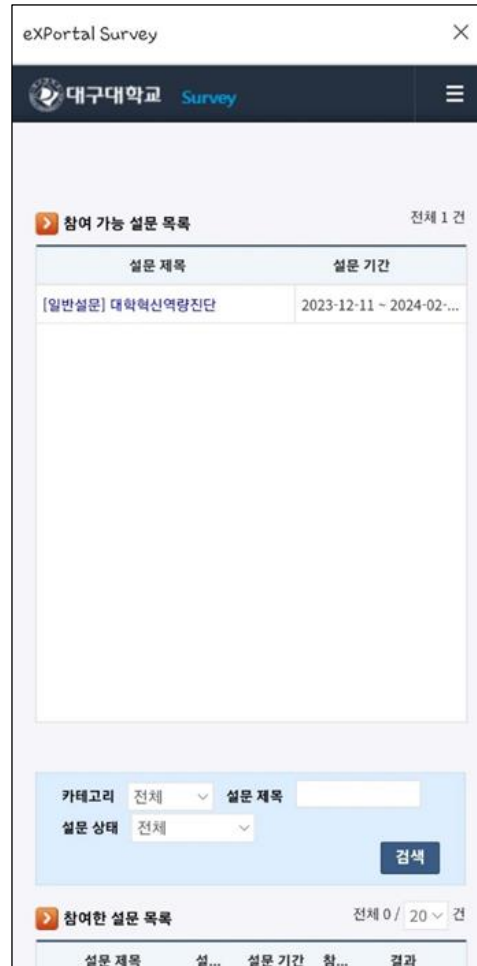 eXPortal Survey
대구대학교 Survey
참여 가능 설문 목록 전체 1 건
설문 제목 설문 기간
[일반설문] 대학혁신역량진단 2023-12-11 ~ 2024-02-...
카테고리 전체 설문 제목
설문 상태 전체
검색
참여한 설문 목록 전체 0 / 20 건
설문 제목 설... 설문 기간 참... 결과